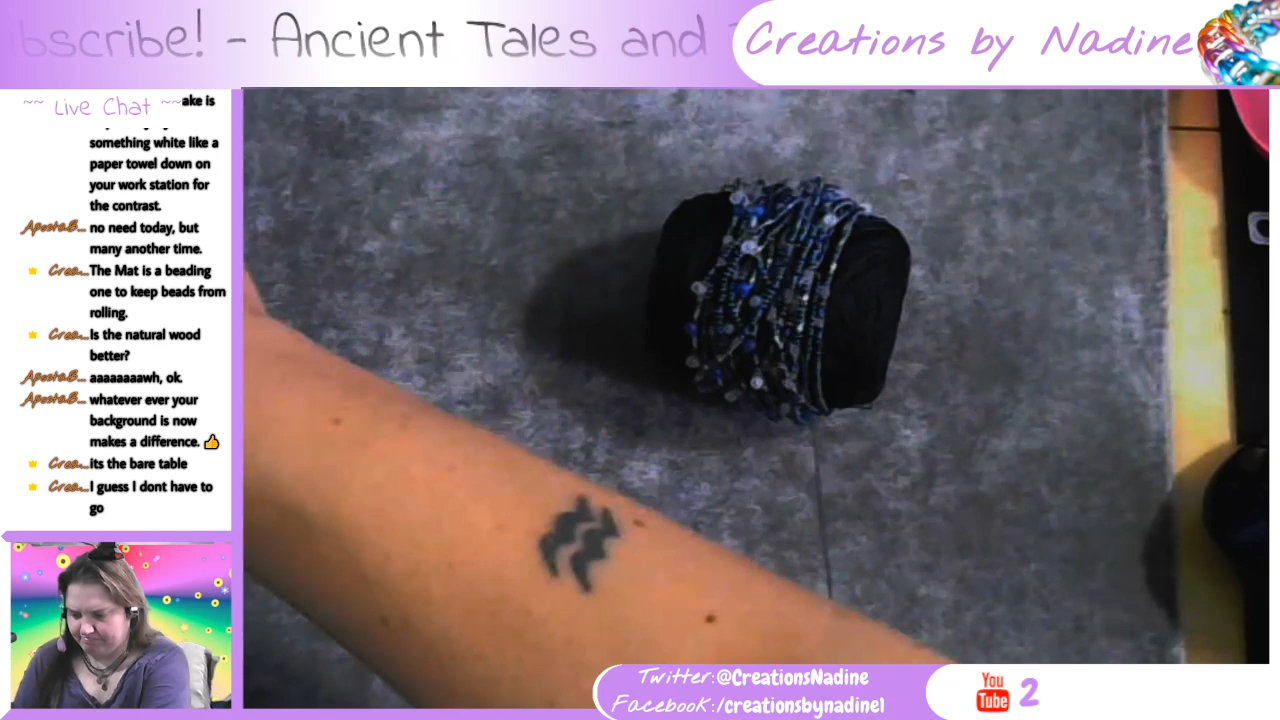 bscribe! - Ancient Tales and
Creations by Nadine
~~ Live Chat ~~
ake is
something white like a
paper towel down on
your work station for
the contrast.
ApostaB... no need today, but
many another time.
Crea... The Mat is a beading
one to keep beads from
rolling.
Crea... Is the natural wood
better?
ApostaB... aaaaaaaawh, ok.
ApostaB... whatever ever your
background is now
makes a difference. 👍
Crea... its the bare table
Crea... I guess I dont have to
go
Twitter:@CreationsNadine
Facebook:/creationsbynadine1
You
Tube 2